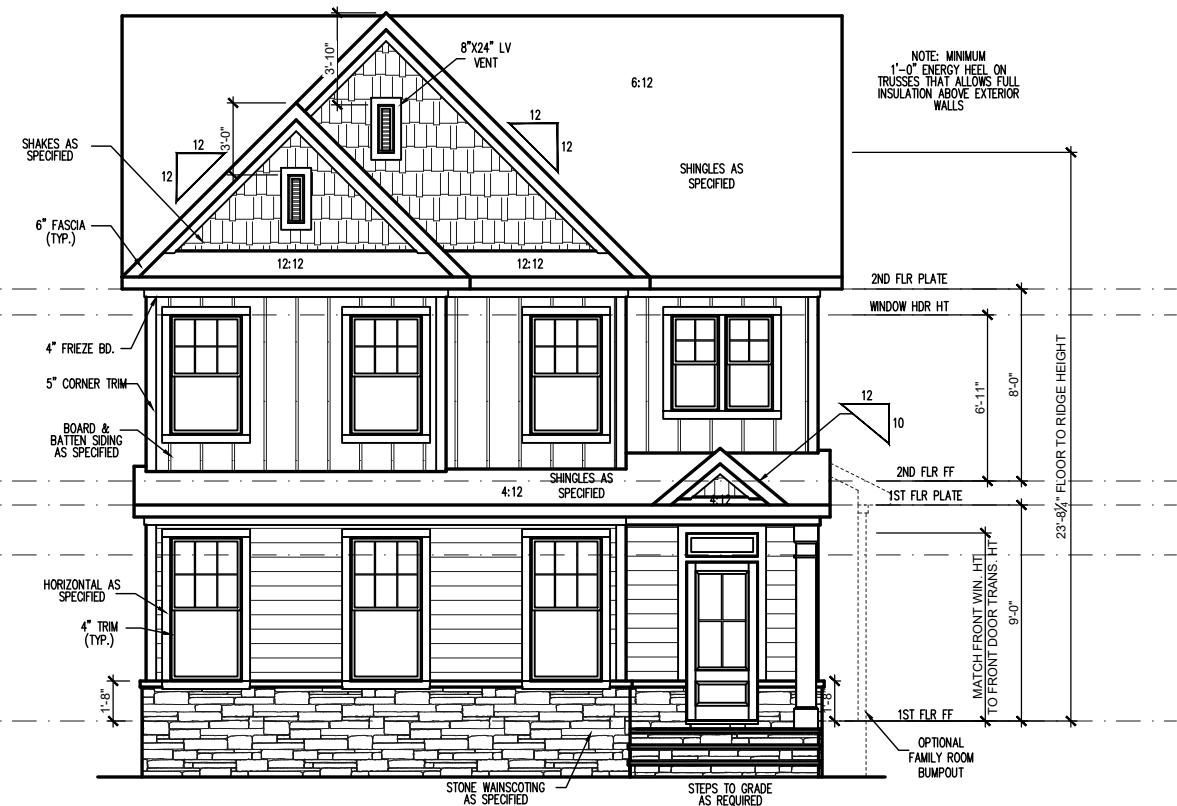 8"X24" LV
VENT
3'-10"
6:12
NOTE: MINIMUM
1'-0" ENERGY HEEL ON
TRUSSES THAT ALLOWS FULL
INSULATION ABOVE EXTERIOR
WALLS
3'-0"
12
12
12
12
SHAKES AS
SPECIFIED
SHINGLES AS
SPECIFIED
6" FASCIA
(TYP.)
12:12
12:12
2ND FLR PLATE
WINDOW HDR HT
4" FRIEZE BD.
5" CORNER TRIM
BOARD &
BATTEN SIDING
AS SPECIFIED
6'-11"
8'-0"
23'-8¼" FLOOR TO RIDGE HEIGHT
12
10
2ND FLR FF
1ST FLR PLATE
SHINGLES AS
SPECIFIED
4:12
4:12
HORIZONTAL AS
SPECIFIED
4" TRIM
(TYP.)
MATCH FRONT WIN. HT
TO FRONT DOOR TRANS. HT
9'-0"
1'-8"
1'-8"
1ST FLR FF
OPTIONAL
FAMILY ROOM
BUMPOUT
STONE WAINSCOTING
AS SPECIFIED
STEPS TO GRADE
AS REQUIRED